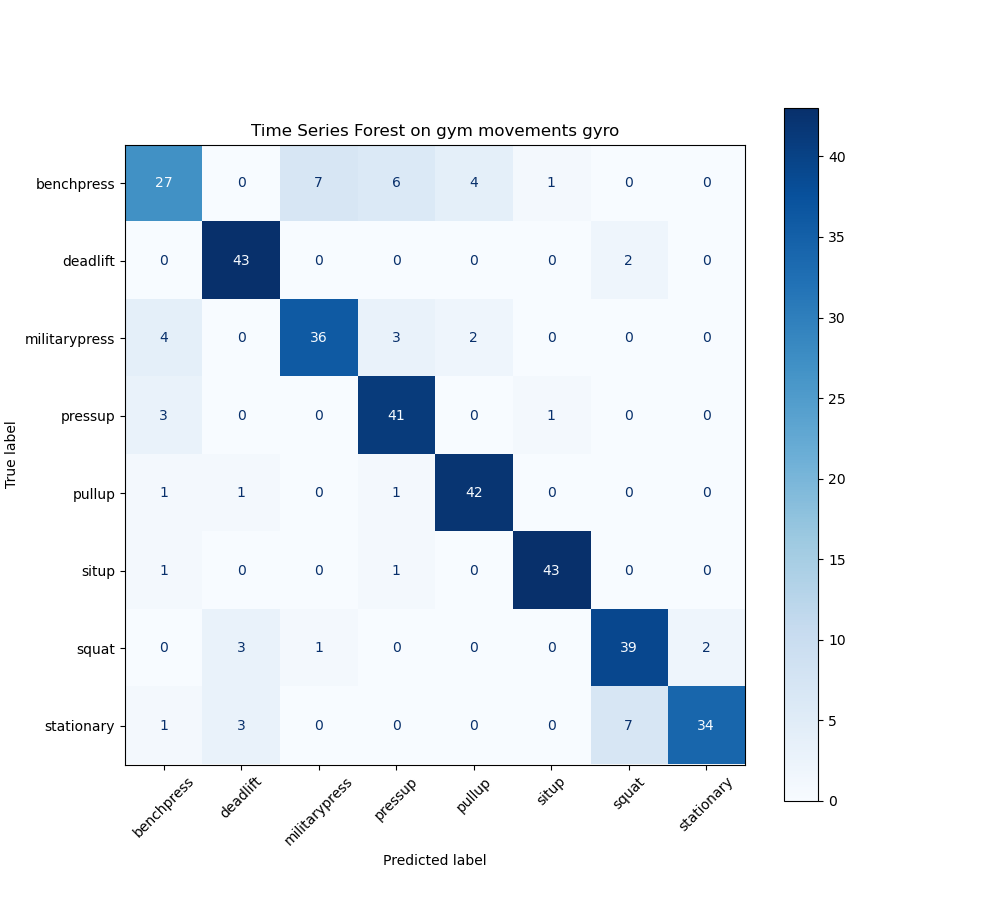 Time Series Forest on gym movements gyro
benchpress 27 0 7 6 4 1 0 0
deadlift 0 43 0 0 0 0 2 0
militarypress 4 0 36 3 2 0 0 0
pressup 3 0 0 41 0 1 0 0
pullup 1 1 0 1 42 0 0 0
situp 1 0 0 1 0 43 0 0
squat 0 3 1 0 0 0 39 2
stationary 1 3 0 0 0 0 7 34
True label
benchpress deadlift militarypress pressup pullup situp squat stationary
Predicted label
40
35
30
25
20
15
10
5
0